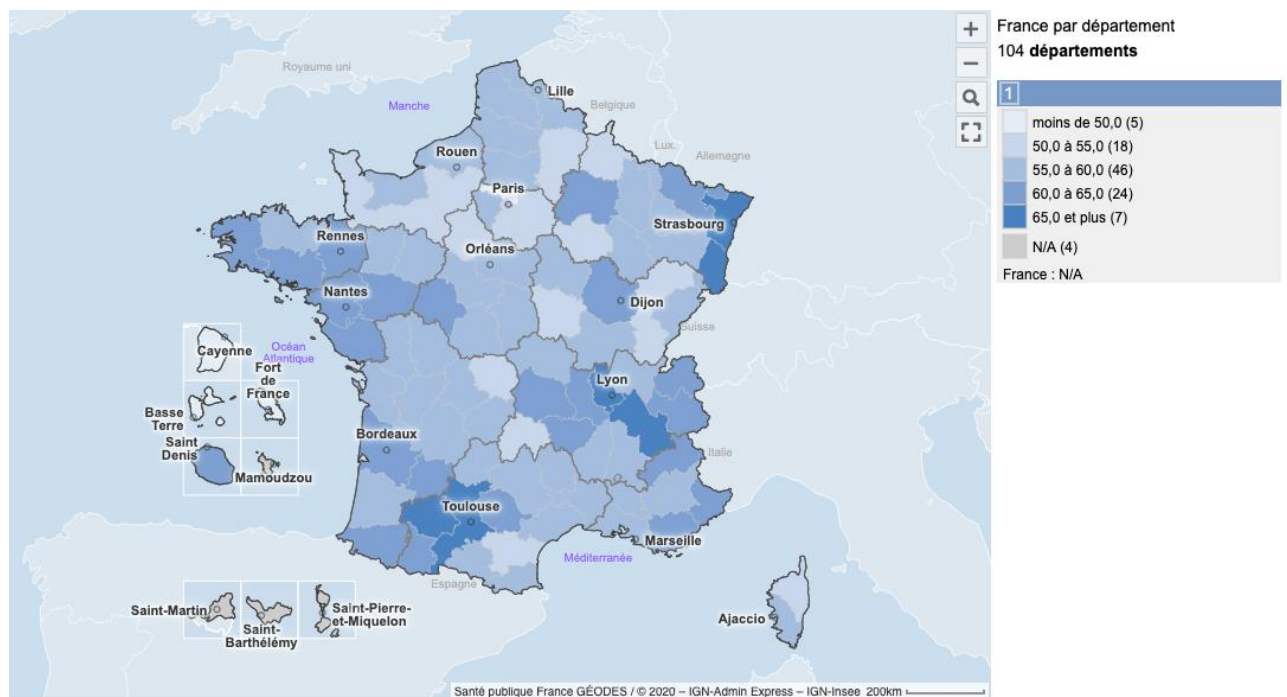 Royaume uni
Lille
Manche
Belgique
Rouen
Lux.
Allemagne
Paris
Strasbourg
Rennes
Orléans
Nantes
Dijon
Suisse
Océan
Atlantique
Cayenne
Fort
de
France
Lyon
Basse
Terre
Saint
Denis
Bordeaux
Italie
Mamoudzou
Toulouse
Marseille
Méditerranée
Espagne
Saint-Martin
Saint-
Barthélémy
Saint-Pierre-
et-Miquelon
Ajaccio
Santé publique France GÉODES / © 2020 – IGN-Admin Express – IGN-Insee 200km
+
−
France par département
104 départements
1
moins de 50,0 (5)
50,0 à 55,0 (18)
55,0 à 60,0 (46)
60,0 à 65,0 (24)
65,0 et plus (7)
N/A (4)
France : N/A